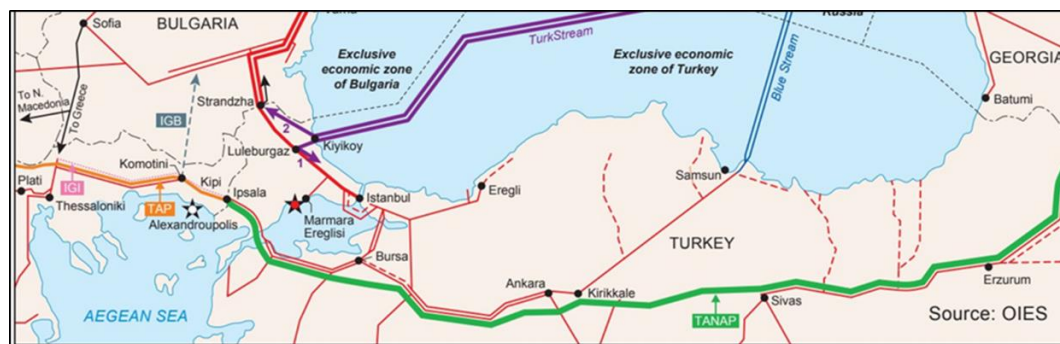 Sofia
BULGARIA
Exclusive
economic zone
of Bulgaria
TurkStream
Exclusive economic
zone of Turkey
Blue Stream
Russia
GEORGIA
To N.
Macedonia
To Greece
IGB
Strandzha
2
Luleburgaz
1
Kiyikoy
Batumi
Komotini
Kipi
Ipsala
Plati
IGI
TAP
Thessaloniki
Alexandroupolis
Istanbul
Marmara
Ereglisi
Eregli
Samsun
TURKEY
Bursa
Ankara
Kirikkale
Sivas
Erzurum
AEGEAN SEA
TANAP
Source: OIES